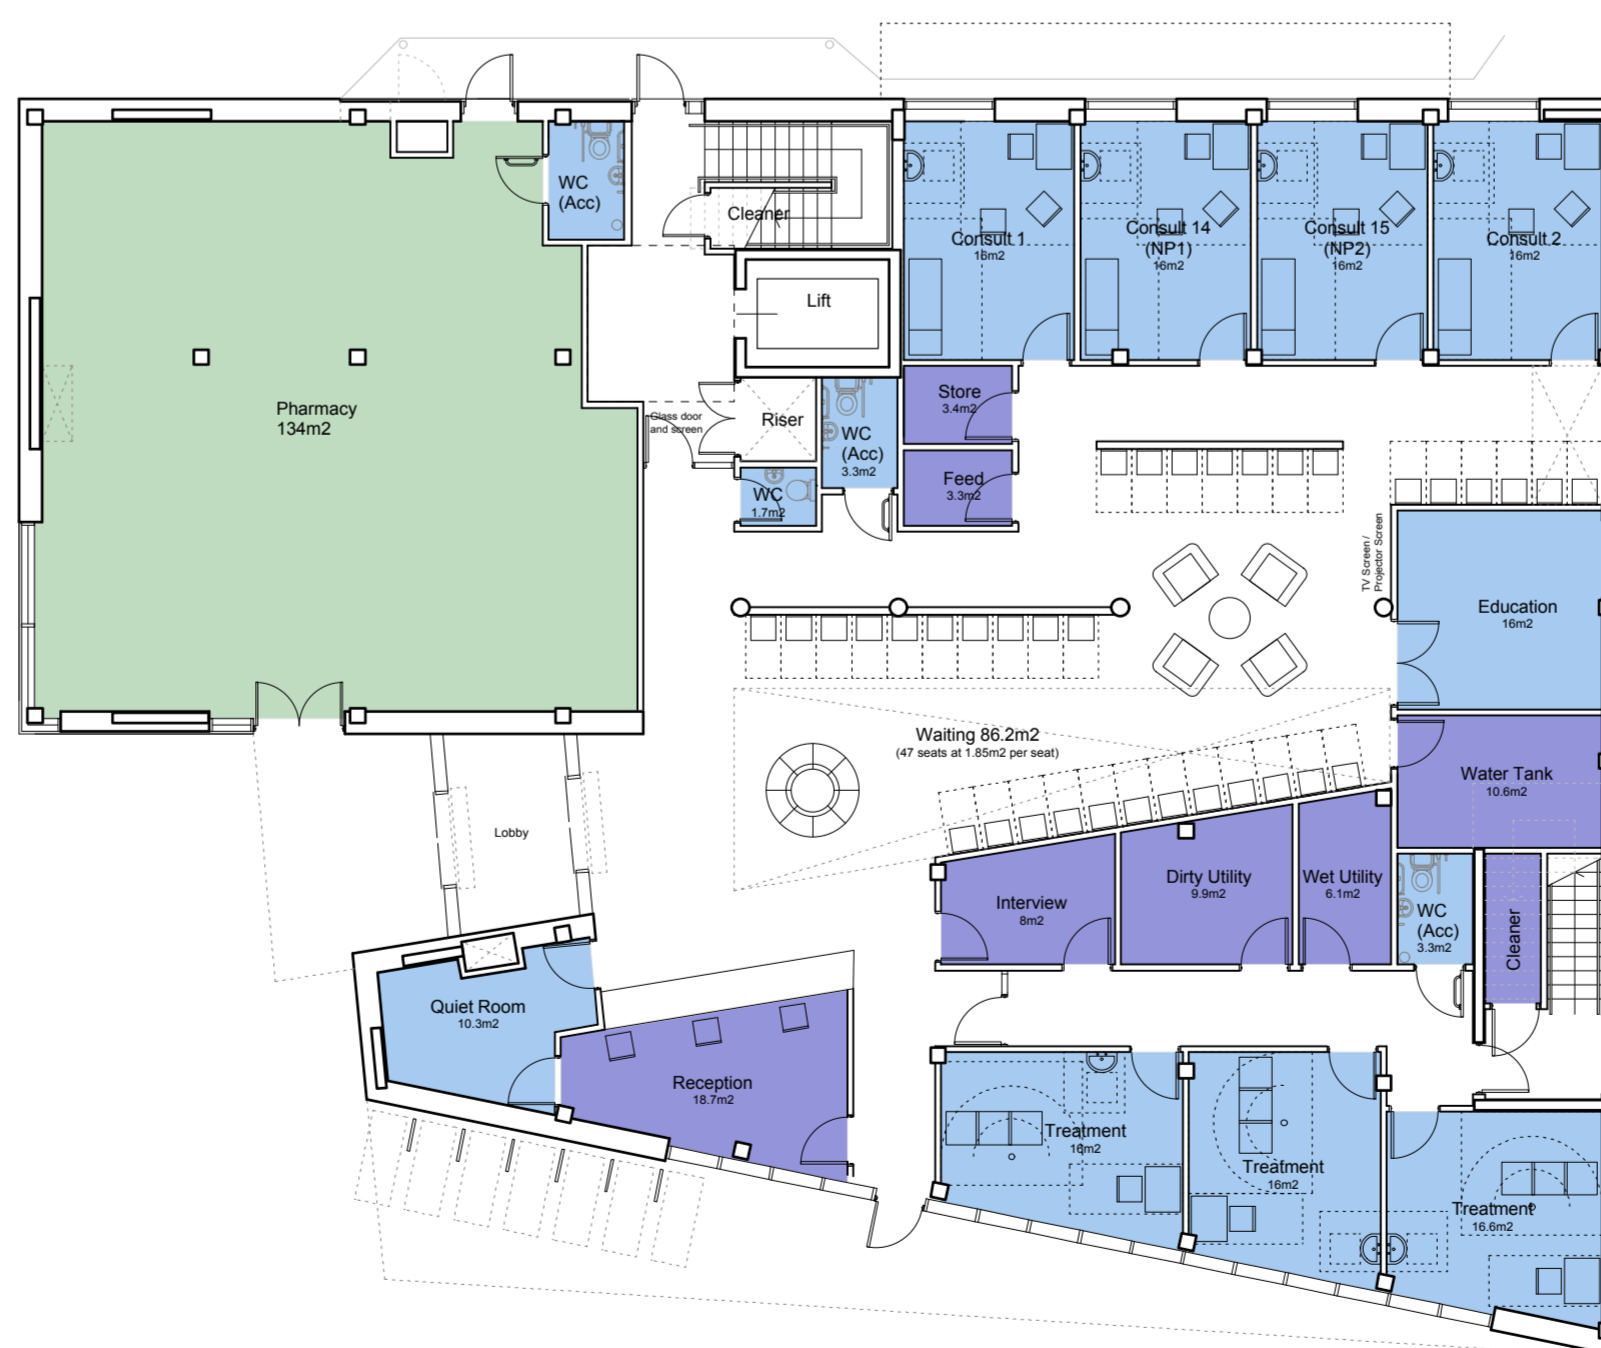 WC
(Acc)
Cleaner
Lift
Consult 1
16m2
Consult 14
(NP1)
16m2
Consult 15
(NP2)
16m2
Consult 2
16m2
Pharmacy
134m2
Glass door
and screen
Riser
WC
(Acc)
3.3m2
WC
1.7m2
Store
3.4m2
Feed
3.3m2
TV Screen /
Projector Screen
Education
16m2
Waiting 86.2m2
(47 seats at 1.85m2 per seat)
Water Tank
10.6m2
Lobby
Interview
8m2
Dirty Utility
9.9m2
Wet Utility
6.1m2
WC
(Acc)
3.3m2
Cleaner
Quiet Room
10.3m2
Reception
18.7m2
Treatment
16m2
Treatment
16m2
Treatment
16.6m2